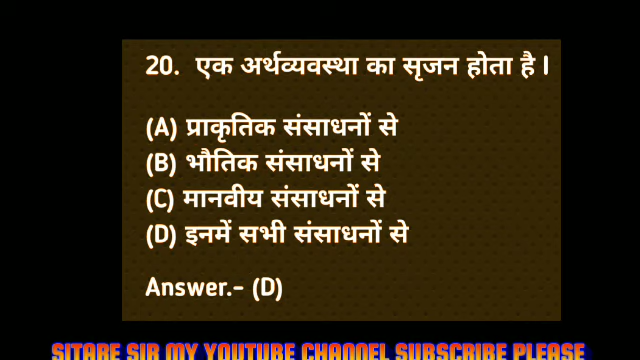 20. एक अर्थव्यवस्था का सृजन होता है I
(A) प्राकृतिक संसाधनों से
(B) भौतिक संसाधनों से
(C) मानवीय संसाधनों से
(D) इनमें सभी संसाधनों से
Answer.- (D)
SITARE SIR MY YOUTUBE CHANNEL SUBSCRIBE PLEASE